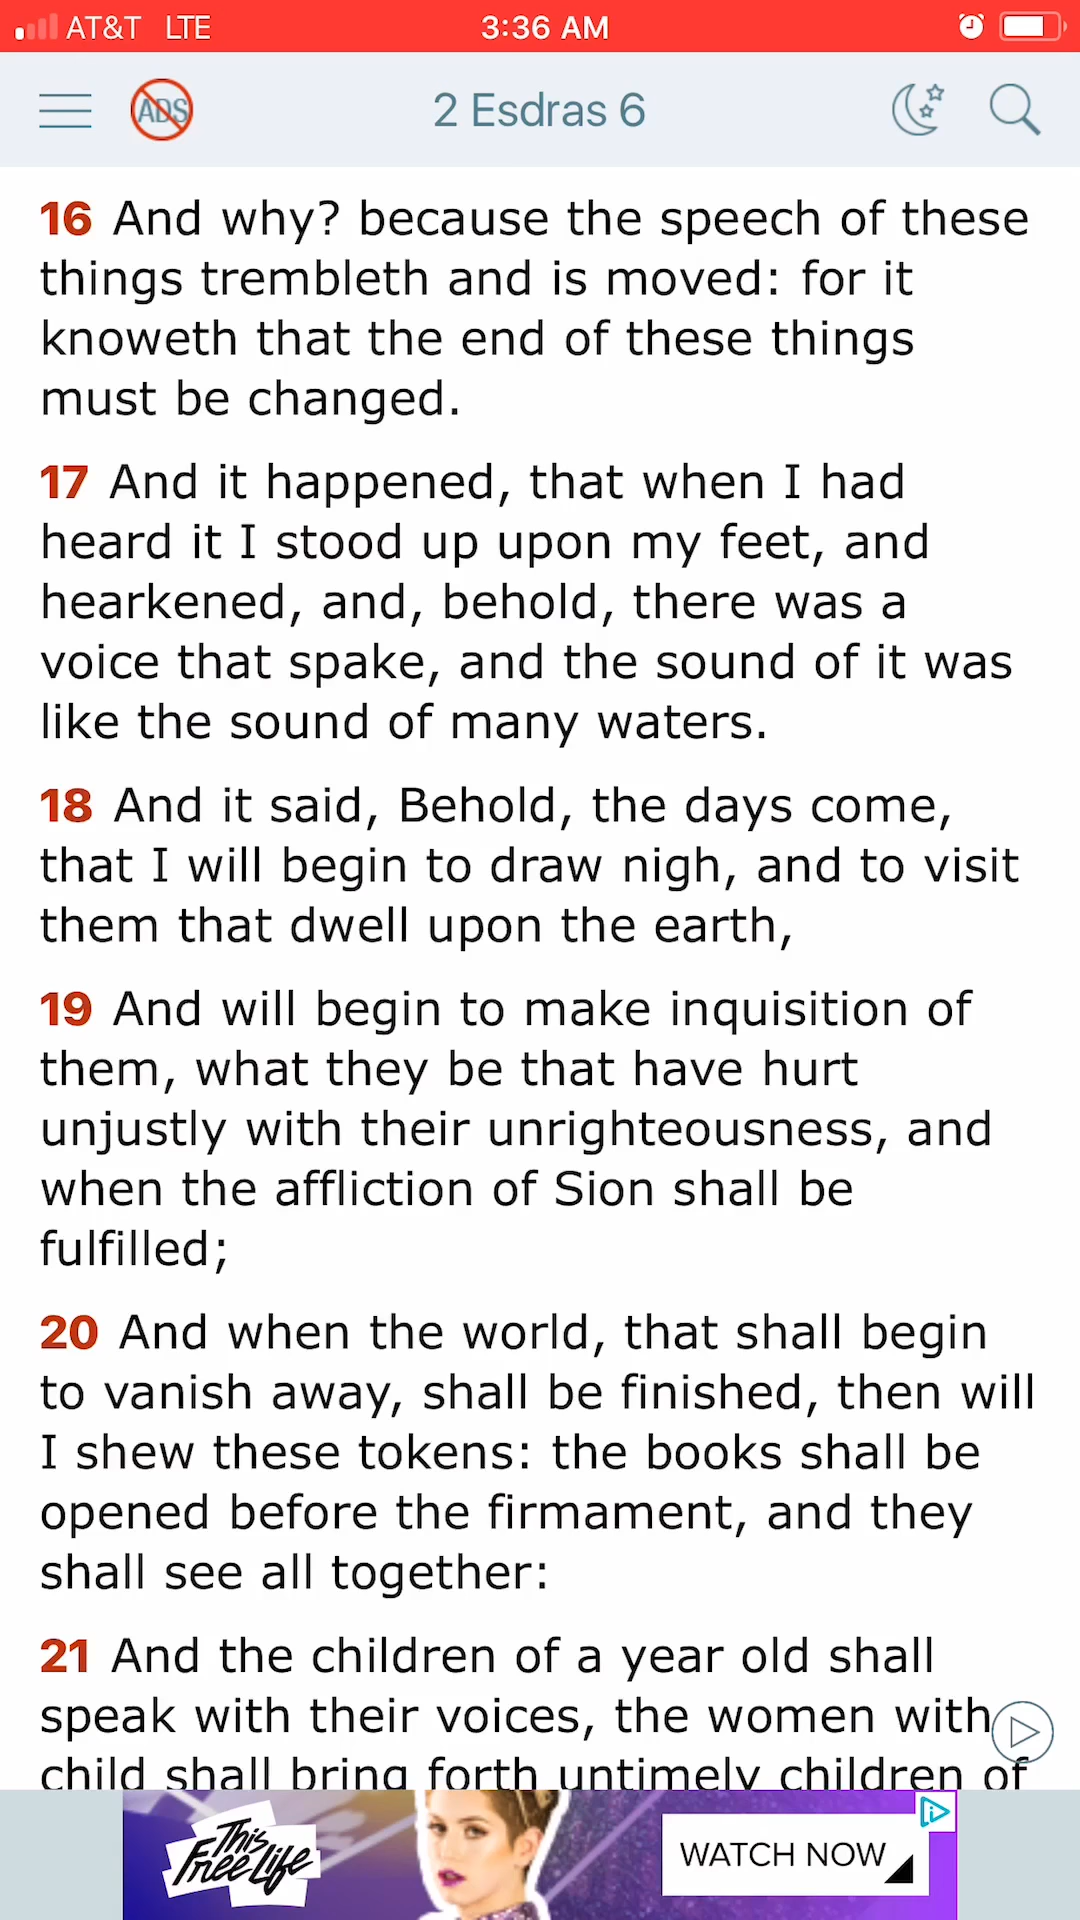 AT&T LTE 3:36 AM
ADS 2 Esdras 6
16 And why? because the speech of these
things trembleth and is moved: for it
knoweth that the end of these things
must be changed.
17 And it happened, that when I had
heard it I stood up upon my feet, and
hearkened, and, behold, there was a
voice that spake, and the sound of it was
like the sound of many waters.
18 And it said, Behold, the days come,
that I will begin to draw nigh, and to visit
them that dwell upon the earth,
19 And will begin to make inquisition of
them, what they be that have hurt
unjustly with their unrighteousness, and
when the affliction of Sion shall be
fulfilled;
20 And when the world, that shall begin
to vanish away, shall be finished, then will
I shew these tokens: the books shall be
opened before the firmament, and they
shall see all together:
21 And the children of a year old shall
speak with their voices, the women with
child shall bring forth untimely children of
This
Free Life
WATCH NOW